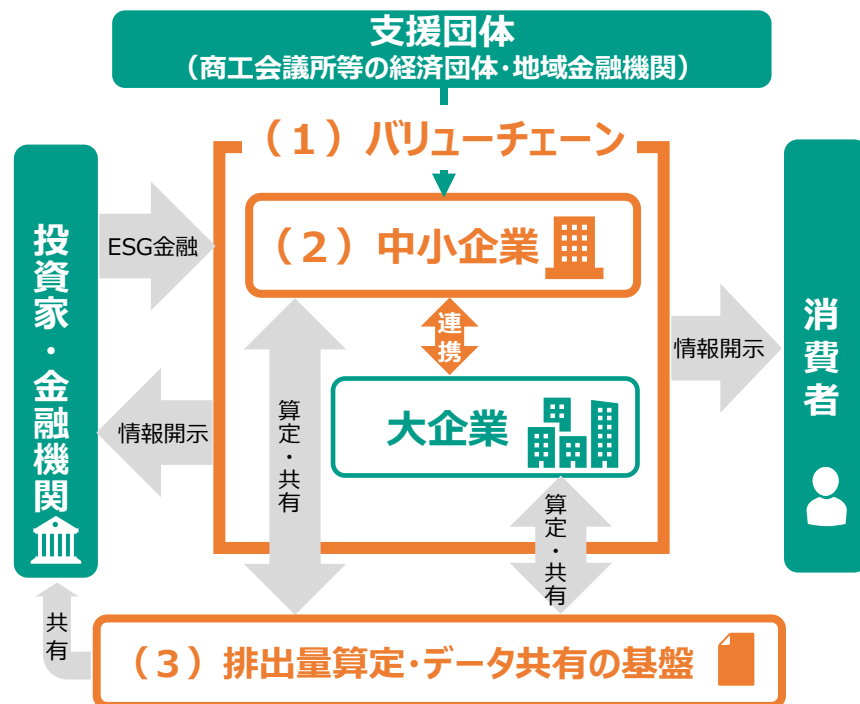 支援団体
（商工会議所等の経済団体・地域金融機関）
（１）バリューチェーン
投資家・金融機関
ESG金融
（２）中小企業
連携
情報開示
消費者
大企業
情報開示
算定・共有
算定・共有
共有
（３）排出量算定・データ共有の基盤